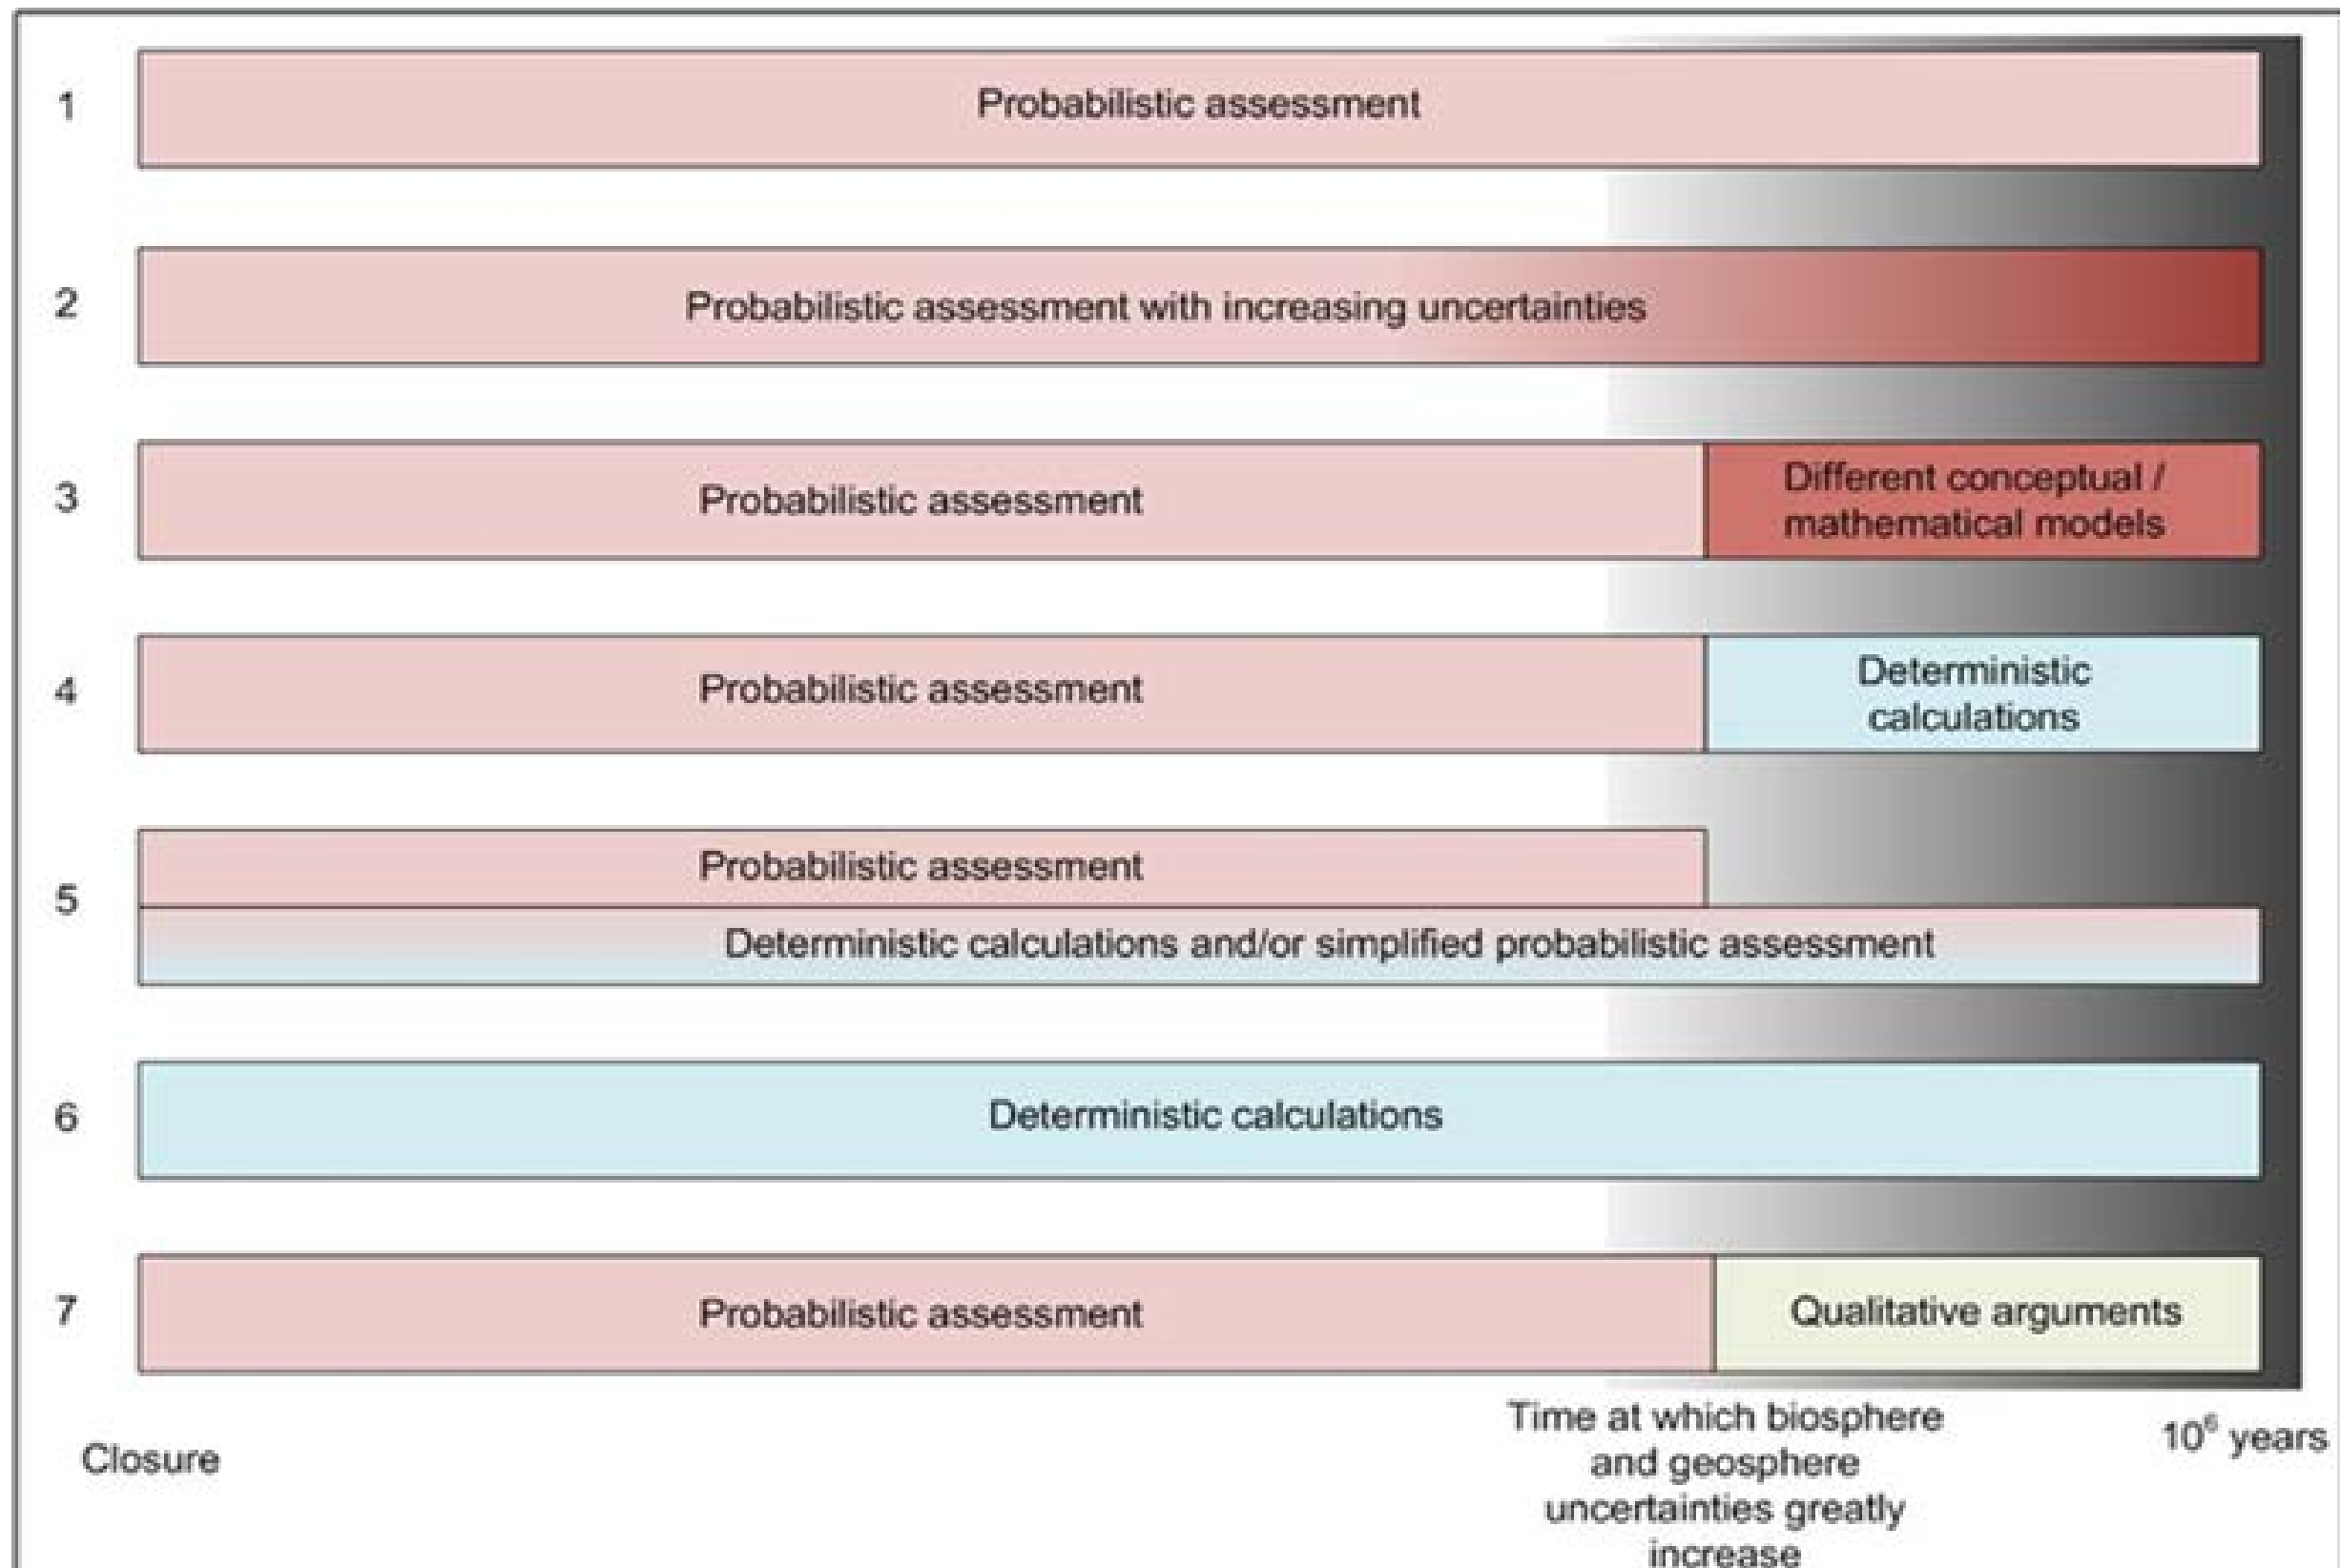 1
Probabilistic assessment
2
Probabilistic assessment with increasing uncertainties
3
Probabilistic assessment
Different conceptual /
mathematical models
4
Probabilistic assessment
Deterministic
calculations
5
Probabilistic assessment
Deterministic calculations and/or simplified probabilistic assessment
6
Deterministic calculations
7
Probabilistic assessment
Qualitative arguments
Closure
Time at which biosphere
and geosphere
uncertainties greatly
increase
10⁶ years